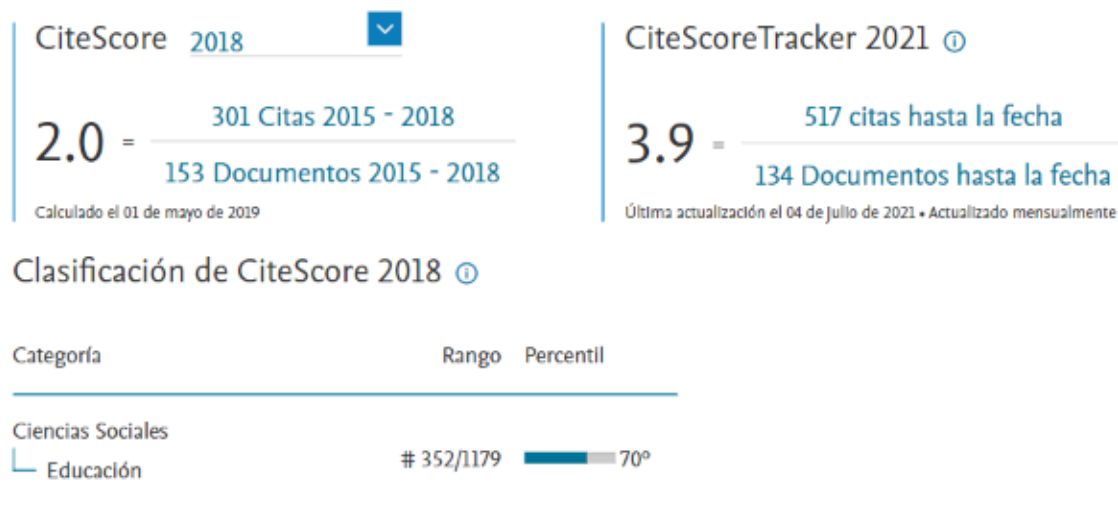 CiteScore 2018
2.0 = 301 Citas 2015 - 2018
153 Documentos 2015 - 2018
Calculado el 01 de mayo de 2019
CiteScoreTracker 2021
3.9 = 517 citas hasta la fecha
134 Documentos hasta la fecha
Última actualización el 04 de julio de 2021 • Actualizado mensualmente
Clasificación de CiteScore 2018
Categoría Rango Percentil
Ciencias Sociales
Educación # 352/1179 70º